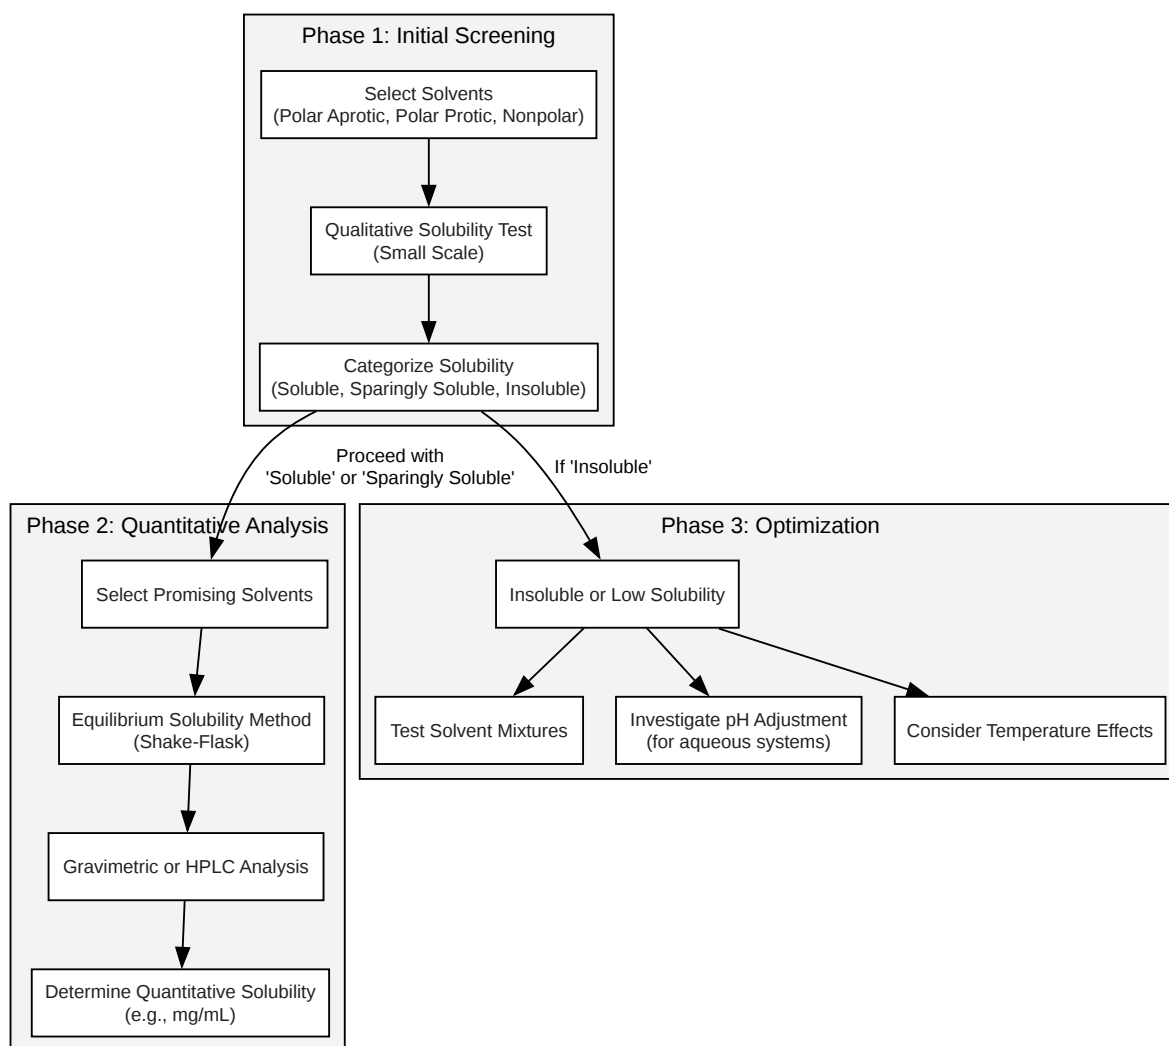 Phase 1: Initial Screening
Select Solvents
(Polar Aprotic, Polar Protic, Nonpolar)
Qualitative Solubility Test
(Small Scale)
Categorize Solubility
(Soluble, Sparingly Soluble, Insoluble)
Proceed with
'Soluble' or 'Sparingly Soluble'
If 'Insoluble'
Phase 2: Quantitative Analysis
Select Promising Solvents
Equilibrium Solubility Method
(Shake-Flask)
Gravimetric or HPLC Analysis
Determine Quantitative Solubility
(e.g., mg/mL)
Phase 3: Optimization
Insoluble or Low Solubility
Test Solvent Mixtures
Investigate pH Adjustment
(for aqueous systems)
Consider Temperature Effects